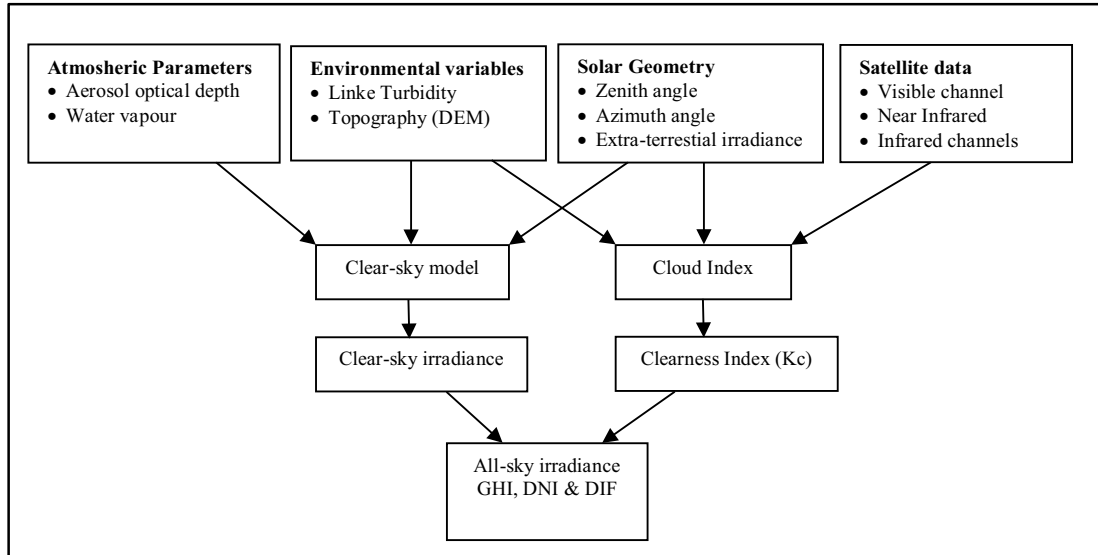 Atmosheric Parameters
• Aerosol optical depth
• Water vapour
Environmental variables
• Linke Turbidity
• Topography (DEM)
Solar Geometry
• Zenith angle
• Azimuth angle
• Extra-terrestial irradiance
Satellite data
• Visible channel
• Near Infrared
• Infrared channels
Clear-sky model
Cloud Index
Clear-sky irradiance
Clearness Index (Kc)
All-sky irradiance
GHI, DNI & DIF